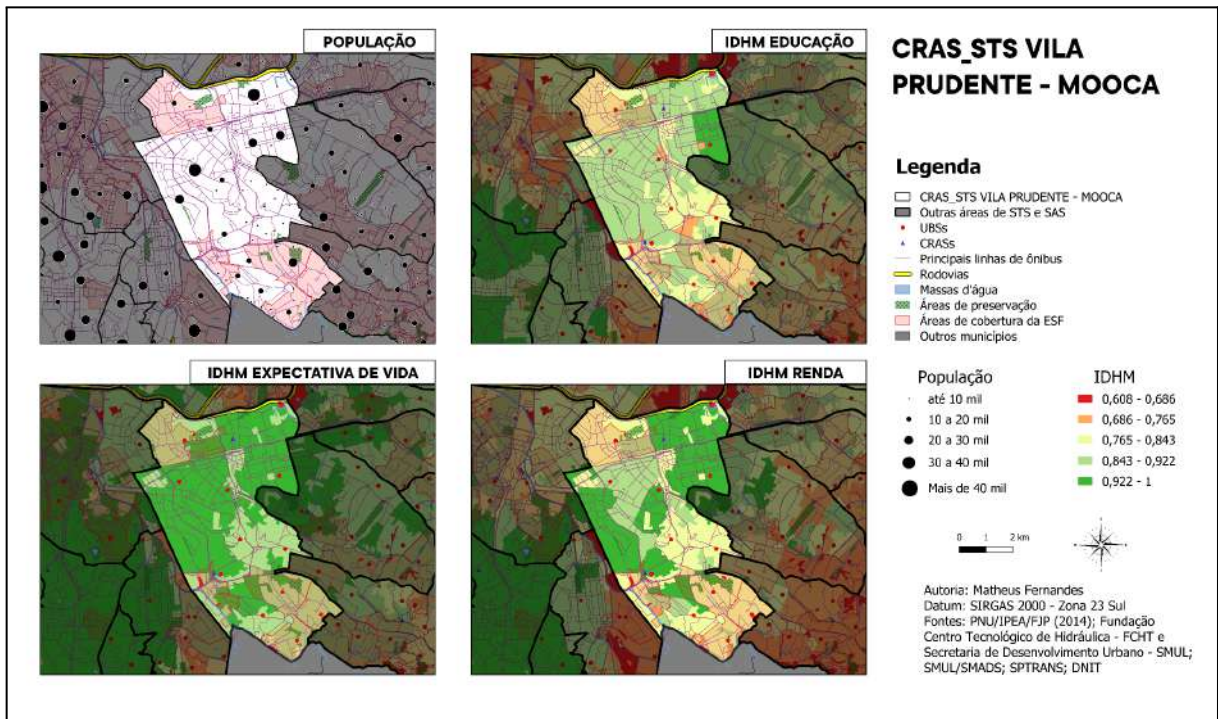 POPULAÇÃO
IDHM EDUCAÇÃO
IDHM EXPECTATIVA DE VIDA
IDHM RENDA
CRAS_STS VILA
PRUDENTE - MOOCA
Legenda
CRAS_STS VILA PRUDENTE - MOOCA
Outras áreas de STS e SAS
UBSs
CRASs
Principais linhas de ônibus
Rodovias
Massas d'água
Áreas de preservação
Áreas de cobertura da ESF
Outros municípios
População
até 10 mil
10 a 20 mil
20 a 30 mil
30 a 40 mil
Mais de 40 mil
IDHM
0,608 - 0,686
0,686 - 0,765
0,765 - 0,843
0,843 - 0,922
0,922 - 1
0 1 2 km
Autoria: Matheus Fernandes
Datum: SIRGAS 2000 - Zona 23 Sul
Fontes: PNU/IPEA/FJP (2014); Fundação
Centro Tecnológico de Hidráulica - FCHT e
Secretaria de Desenvolvimento Urbano - SMUL;
SMUL/SMADS; SPTRANS; DNIT